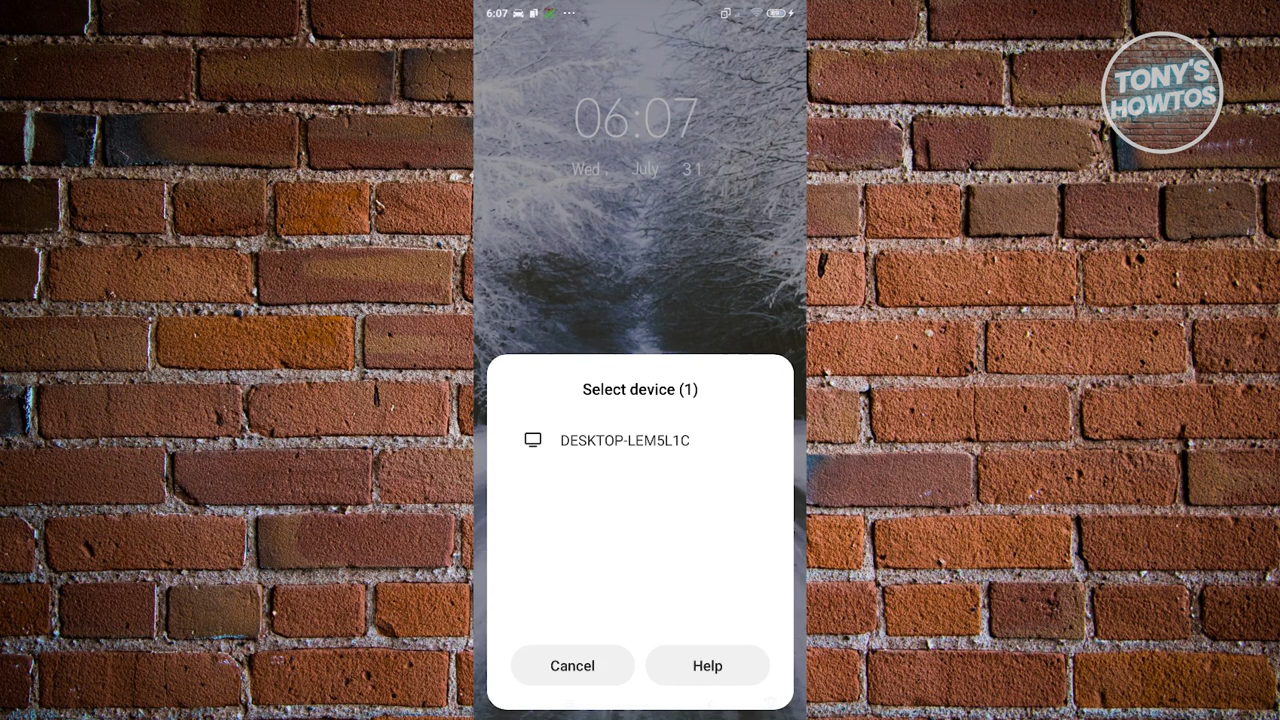 6:07
06:07
Wed. July 31
TONY'S
HOWTOS
Select device (1)
DESKTOP-LEM5L1C
Cancel
Help